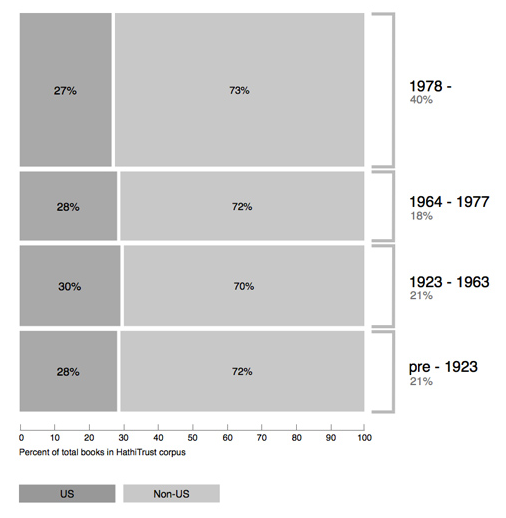 27%
73%
1978 -
40%
28%
72%
1964 - 1977
18%
30%
70%
1923 - 1963
21%
28%
72%
pre - 1923
21%
0 10 20 30 40 50 60 70 80 90 100
Percent of total books in HathiTrust corpus
US
Non-US